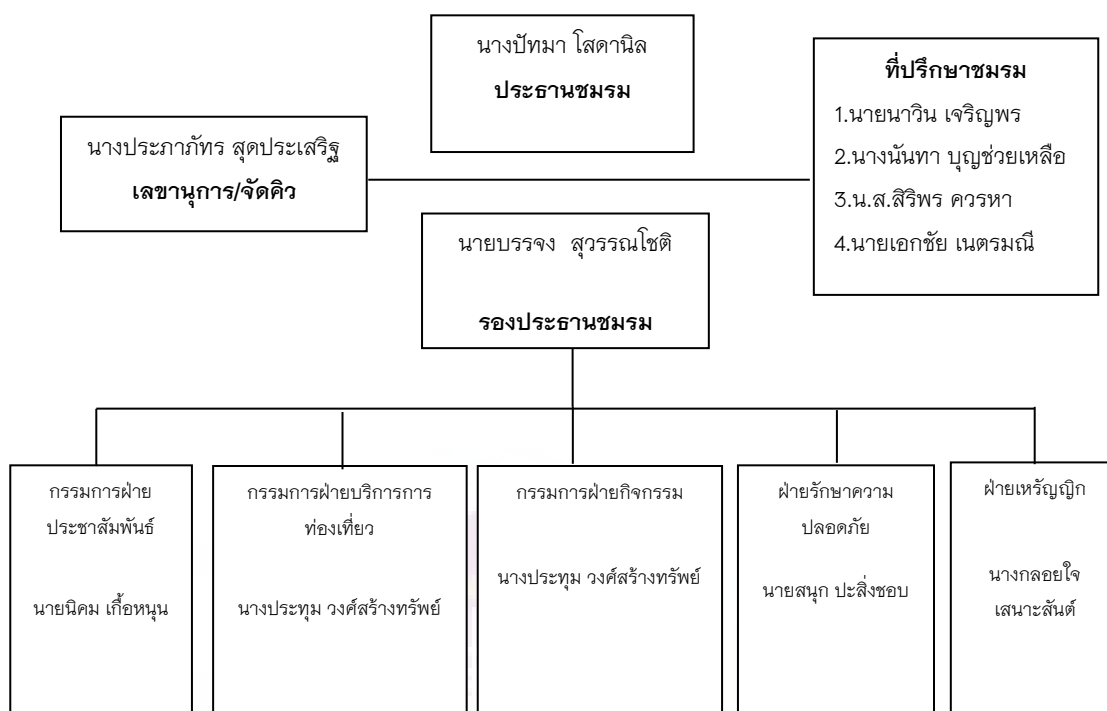 นางปัทมา โสดานิล
ประธานชมรม
ที่ปรึกษาชมรม
1.นายนาวิน เจริญพร
2.นางนันทา บุญช่วยเหลือ
3.น.ส.สิริพร ควรหา
4.นายเอกชัย เนตรมณี
นางประภาภัทร สุดประเสริฐ
เลขานุการ/จัดคิว
นายบรรจง สุวรรณโชติ
รองประธานชมรม
กรรมการฝ่าย
ประชาสัมพันธ์
นายนิคม เกื้อหนุน
กรรมการฝ่ายบริการการ
ท่องเที่ยว
นางประทุม วงศ์สร้างทรัพย์
กรรมการฝ่ายกิจกรรม
นางประทุม วงศ์สร้างทรัพย์
ฝ่ายรักษาความ
ปลอดภัย
นายสนุก ปะสิ่งชอบ
ฝ่ายเหรัญญิก
นางกลอยใจ
เสนาะสันต์